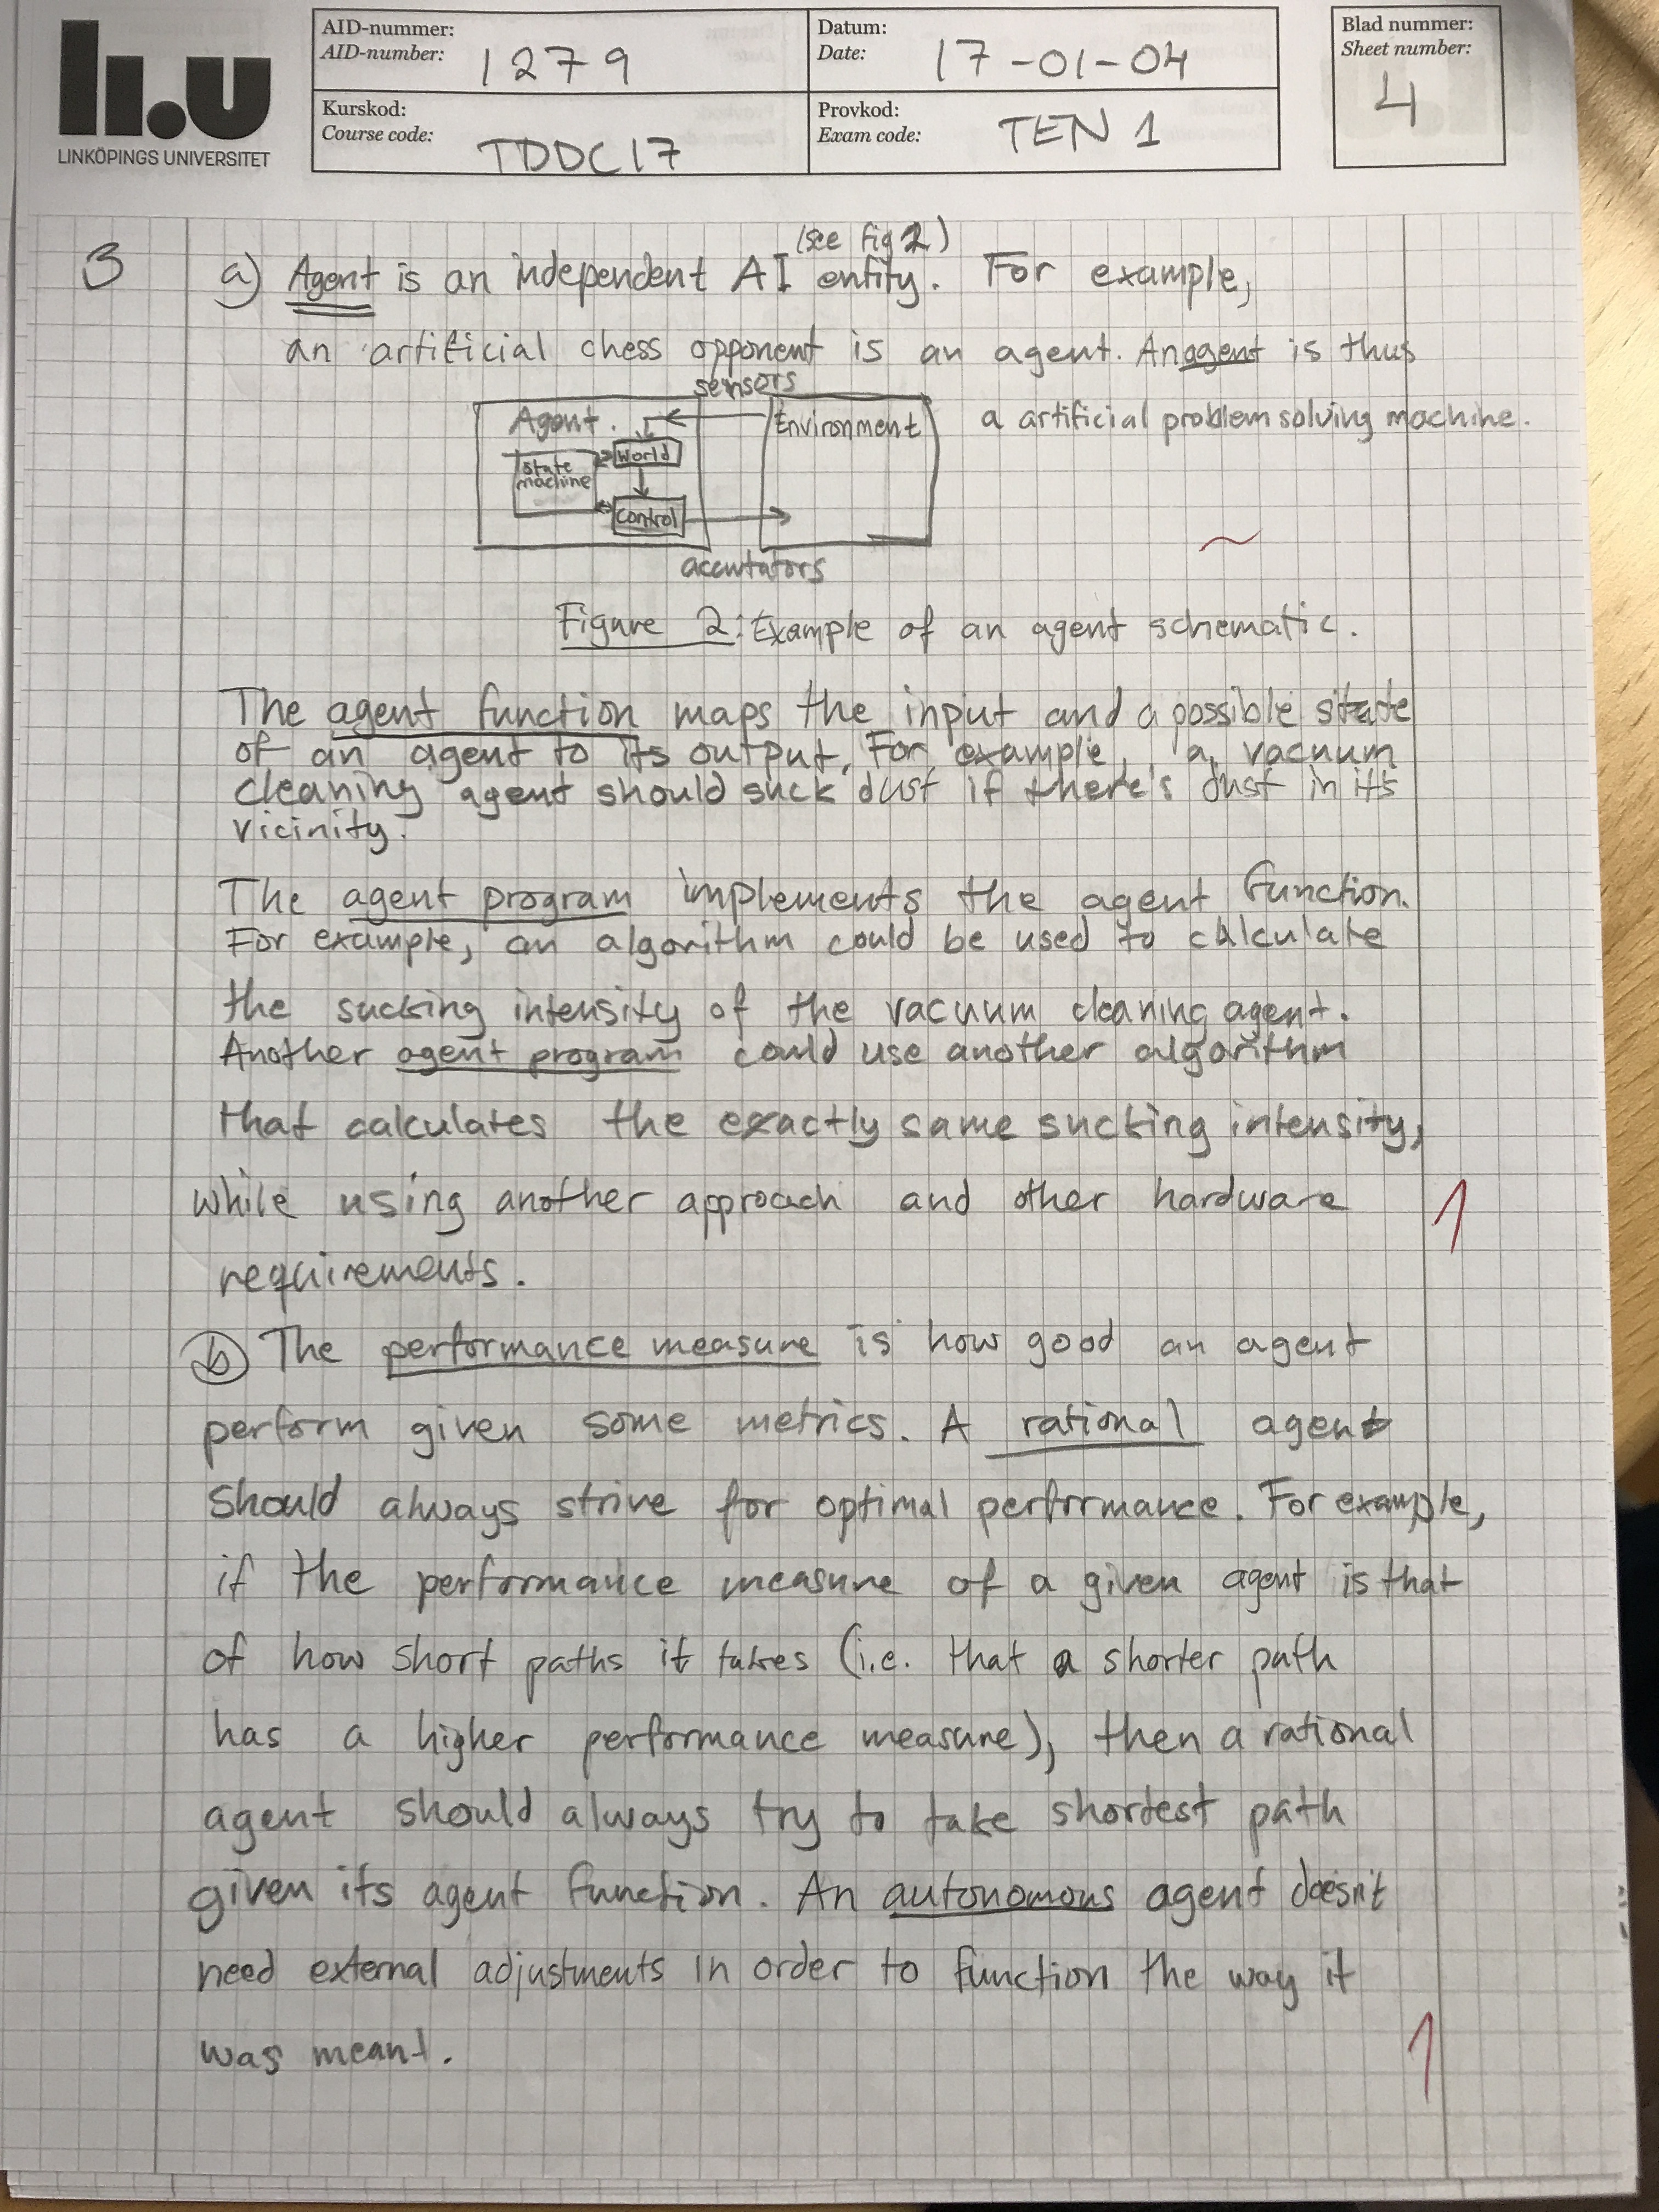 li.u
LINKÖPINGS UNIVERSITET
AID-nummer:
AID-number: 1279
Datum:
Date: 17-01-04
Blad nummer:
Sheet number:
4
Kurskod:
Course code: TDDC17
Provkod:
Exam code: TEN 1
3 a) Agent is an independent AI entity. (see fig 2) For example,
an artificial chess opponent is an agent. An agent is thus
a artificial problem solving machine.
sensors
Agent.
Environment
World
state
machine
control
accutators
Figure 2: Example of an agent schematic.
The agent function maps the input and a possible state
of an agent to its output. For example, a vacuum
cleaning agent should suck dust if there's dust in its
vicinity.
The agent program implements the agent function.
For example, an algorithm could be used to calculate
the sucking intensity of the vacuum cleaning agent.
Another agent program could use another algorithm
that calculates the exactly same sucking intensity,
while using another approach and other hardware
1
requirements.
b) The performance measure is how good an agent
perform given some metrics. A rational agent
should always strive for optimal performance. For example,
if the performance measure of a given agent is that
of how short paths it takes (i.e. that a shorter path
has a higher performance measure), then a rational
agent should always try to take shortest path
given its agent function. An autonomous agent doesn't
need external adjustments in order to function the way it
was meant.
1